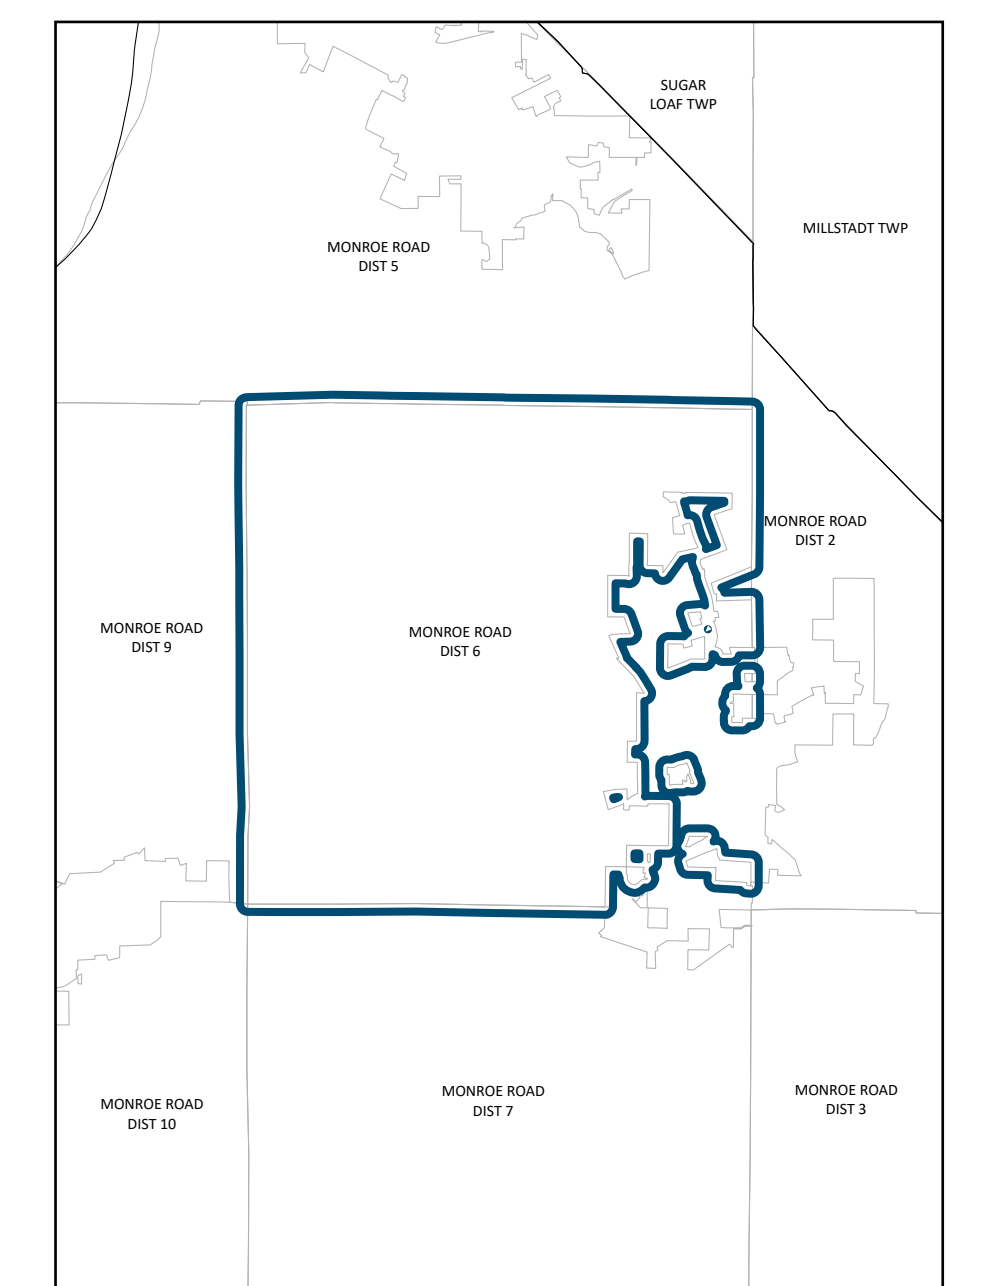 SUGAR
LOAF TWP
MILLSTADT TWP
MONROE ROAD
DIST 5
MONROE ROAD
DIST 2
MONROE ROAD
DIST 9
MONROE ROAD
DIST 6
MONROE ROAD
DIST 10
MONROE ROAD
DIST 7
MONROE ROAD
DIST 3